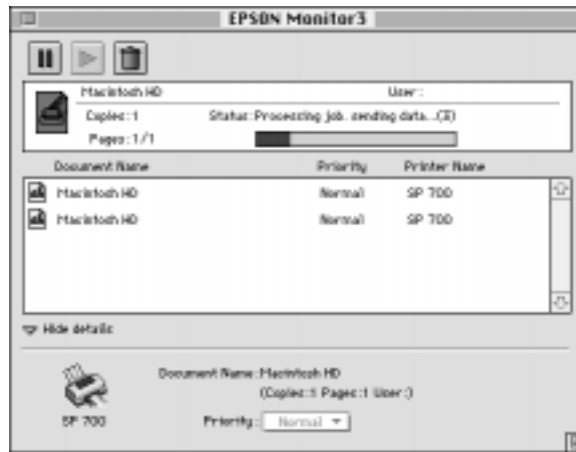 EPSON Monitor3
Macintosh HD User:
Copies:1 Status:Processing job. sending data...(3)
Pages:1/1
Document Name Priority Printer Name
Macintosh HD Normal SP 700
Macintosh HD Normal SP 700
Hide details
Document Name:Macintosh HD
(Copies:1 Pages:1 User:)
SP 700
Priority: Normal